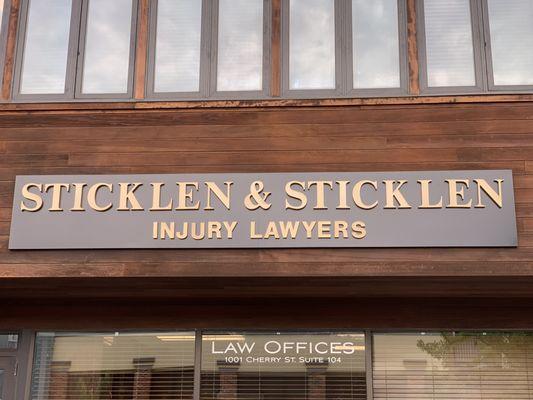 STICKLEN & STICKLEN
INJURY LAWYERS
LAW OFFICES
1001 CHERRY ST. SUITE 104